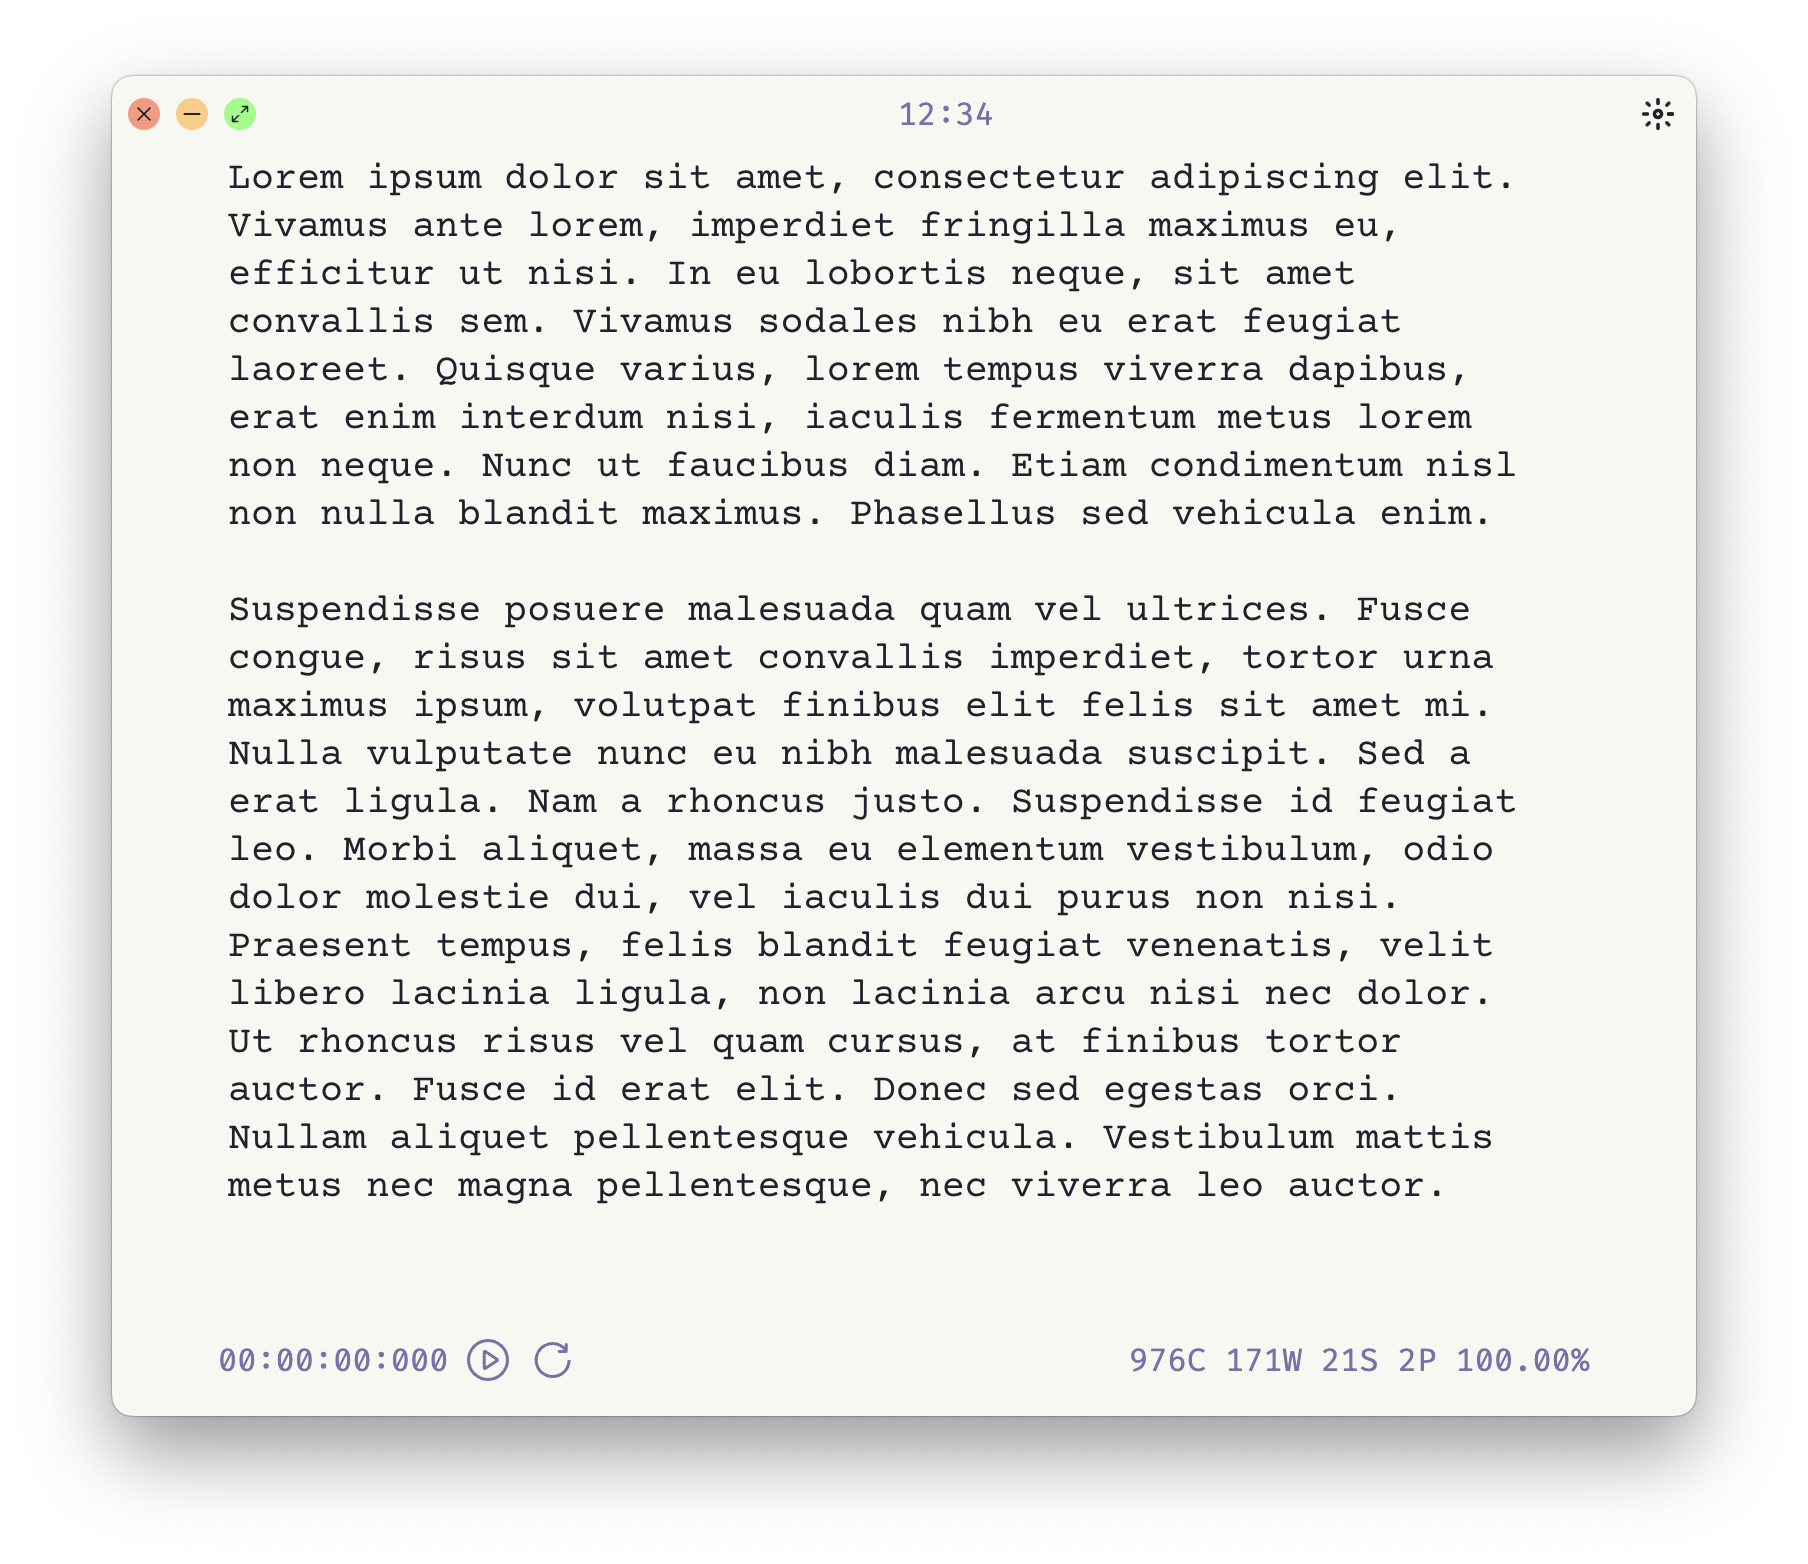 12:34
Lorem ipsum dolor sit amet, consectetur adipiscing elit.
Vivamus ante lorem, imperdiet fringilla maximus eu,
efficitur ut nisi. In eu lobortis neque, sit amet
convallis sem. Vivamus sodales nibh eu erat feugiat
laoreet. Quisque varius, lorem tempus viverra dapibus,
erat enim interdum nisi, iaculis fermentum metus lorem
non neque. Nunc ut faucibus diam. Etiam condimentum nisl
non nulla blandit maximus. Phasellus sed vehicula enim.
Suspendisse posuere malesuada quam vel ultrices. Fusce
congue, risus sit amet convallis imperdiet, tortor urna
maximus ipsum, volutpat finibus elit felis sit amet mi.
Nulla vulputate nunc eu nibh malesuada suscipit. Sed a
erat ligula. Nam a rhoncus justo. Suspendisse id feugiat
leo. Morbi aliquet, massa eu elementum vestibulum, odio
dolor molestie dui, vel iaculis dui purus non nisi.
Praesent tempus, felis blandit feugiat venenatis, velit
libero lacinia ligula, non lacinia arcu nisi nec dolor.
Ut rhoncus risus vel quam cursus, at finibus tortor
auctor. Fusce id erat elit. Donec sed egestas orci.
Nullam aliquet pellentesque vehicula. Vestibulum mattis
metus nec magna pellentesque, nec viverra leo auctor.
00:00:00:000 976C 171W 21S 2P 100.00%